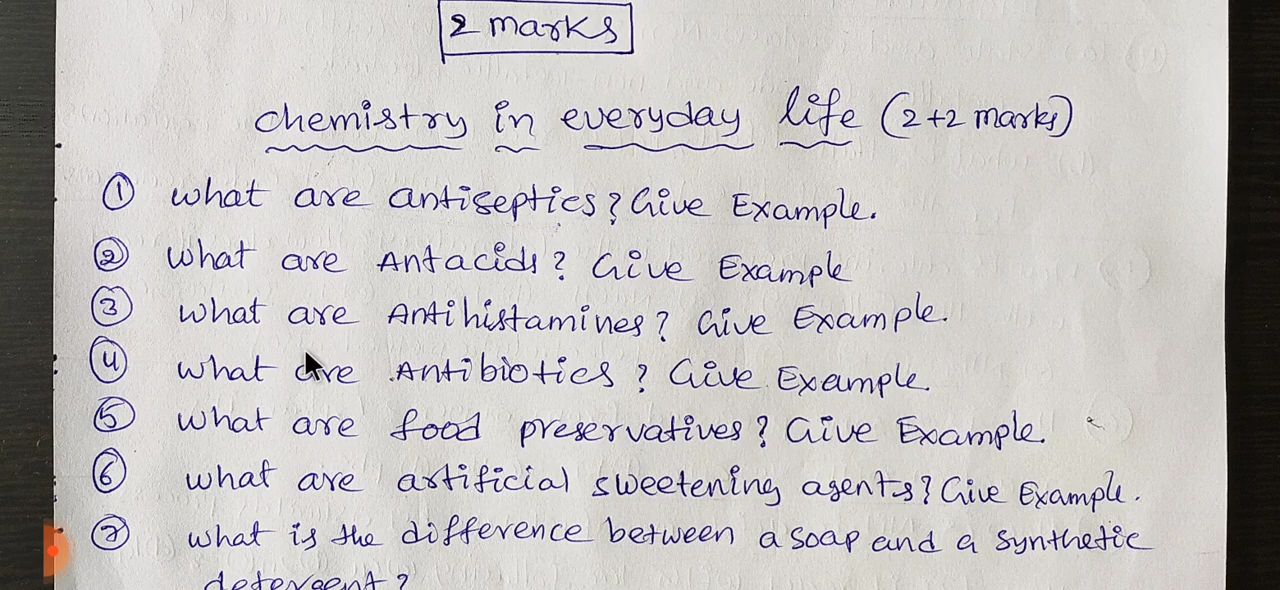 2 marks
chemistry in everyday life (2+2 marks)
① what are antiseptics? Give Example.
② what are Antacids? Give Example
③ what are Antihistamines? Give Example.
④ what are Antibiotics? Give Example.
⑤ what are food preservatives? Give Example.
⑥ what are artificial sweetening agents? Give Example.
⑦ what is the difference between a soap and a synthetic
detergent?